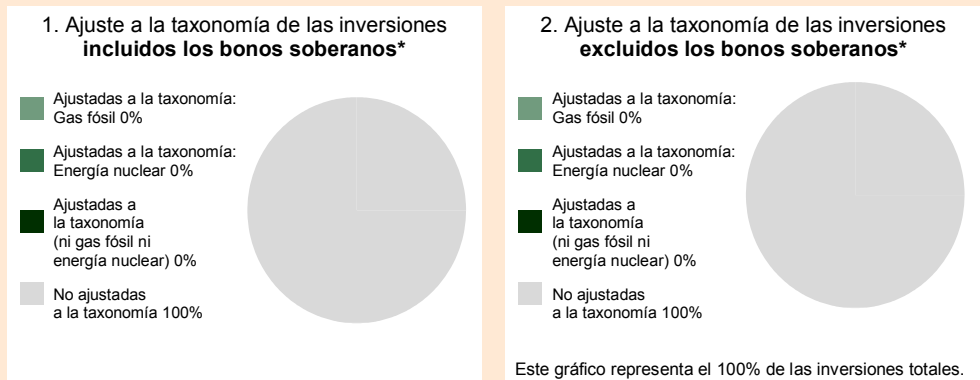 1. Ajuste a la taxonomía de las inversiones
incluidos los bonos soberanos*
Ajustadas a la taxonomía:
Gas fósil 0%
Ajustadas a la taxonomía:
Energía nuclear 0%
Ajustadas a
la taxonomía
(ni gas fósil ni
energía nuclear) 0%
No ajustadas
a la taxonomía 100%
2. Ajuste a la taxonomía de las inversiones
excluidos los bonos soberanos*
Ajustadas a la taxonomía:
Gas fósil 0%
Ajustadas a la taxonomía:
Energía nuclear 0%
Ajustadas a
la taxonomía
(ni gas fósil ni
energía nuclear) 0%
No ajustadas
a la taxonomía 100%
Este gráfico representa el 100% de las inversiones totales.